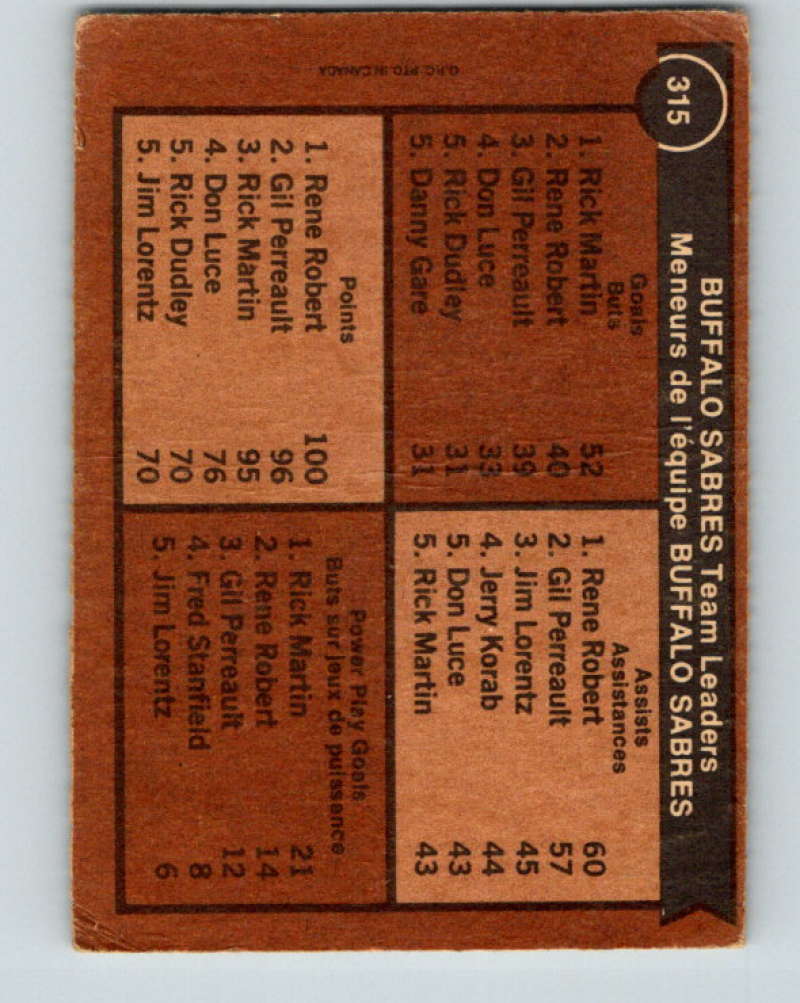 315
BUFFALO SABRES Team Leaders
Meneurs de l'équipe BUFFALO SABRES
Goals
Buts
1. Rick Martin 52
2. Rene Robert 40
3. Gil Perreault 39
4. Don Luce 33
5. Rick Dudley 31
5. Danny Gare 31
Assists
Assistances
1. Rene Robert 60
2. Gil Perreault 57
3. Jim Lorentz 45
4. Jerry Korab 44
5. Don Luce 43
5. Rick Martin 43
Points
1. Rene Robert 100
2. Gil Perreault 96
3. Rick Martin 95
4. Don Luce 76
5. Rick Dudley 70
5. Jim Lorentz 70
Power Play Goals
Buts sur jeux de puissance
1. Rick Martin 21
2. Rene Robert 14
3. Gil Perreault 12
4. Fred Stanfield 8
5. Jim Lorentz 6
O.P.C. PTD. IN CANADA